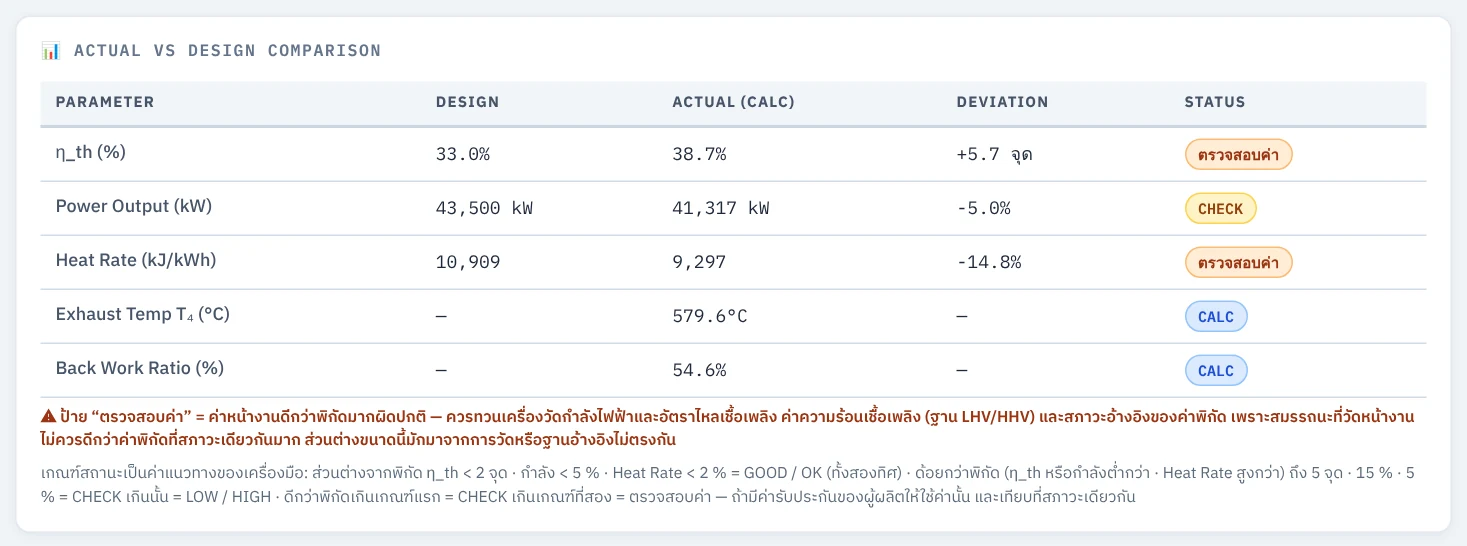 📊 ACTUAL VS DESIGN COMPARISON
PARAMETER DESIGN ACTUAL (CALC) DEVIATION STATUS
η_th (%) 33.0% 38.7% +5.7 จุด ตรวจสอบค่า
Power Output (kW) 43,500 kW 41,317 kW -5.0% CHECK
Heat Rate (kJ/kWh) 10,909 9,297 -14.8% ตรวจสอบค่า
Exhaust Temp T₄ (°C) — 579.6°C — CALC
Back Work Ratio (%) — 54.6% — CALC
⚠ ป้าย “ตรวจสอบค่า” = ค่าหน้างานดีกว่าพิกัดมากผิดปกติ — ควรทวนเครื่องวัดกำลังไฟฟ้าและอัตราไหลเชื้อเพลิง ค่าความร้อนเชื้อเพลิง (ฐาน LHV/HHV) และสภาวะอ้างอิงของค่าพิกัด เพราะสมรรถนะที่วัดหน้างาน
ไม่ควรดีกว่าค่าพิกัดที่สภาวะเดียวกันมาก ส่วนต่างขนาดนี้มักมาจากการวัดหรือฐานอ้างอิงไม่ตรงกัน
เกณฑ์สถานะเป็นค่าแนวทางของเครื่องมือ: ส่วนต่างจากพิกัด η_th < 2 จุด · กำลัง < 5 % · Heat Rate < 2 % = GOOD / OK (ทั้งสองทิศ) · ด้อยกว่าพิกัด (η_th หรือกำลังต่ำกว่า · Heat Rate สูงกว่า) ถึง 5 จุด · 15 % · 5
% = CHECK เกินนั้น = LOW / HIGH · ดีกว่าพิกัดเกินเกณฑ์แรก = CHECK เกินเกณฑ์ที่สอง = ตรวจสอบค่า — ถ้ามีค่ารับประกันของผู้ผลิตให้ใช้ค่านั้น และเทียบที่สภาวะเดียวกัน